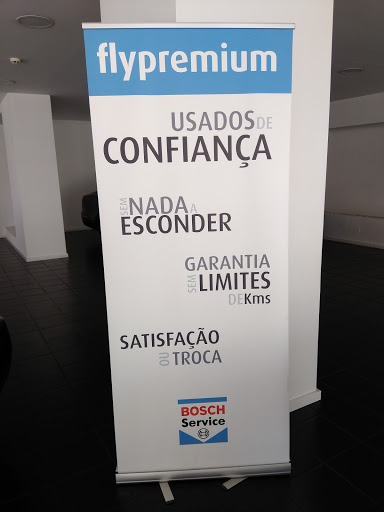 flypremium
USADOS DE
CONFIANÇA
SEM NADA A
ESCONDER
GARANTIA
SEM LIMITES
DE Kms
SATISFAÇÃO
OU TROCA
BOSCH
Service